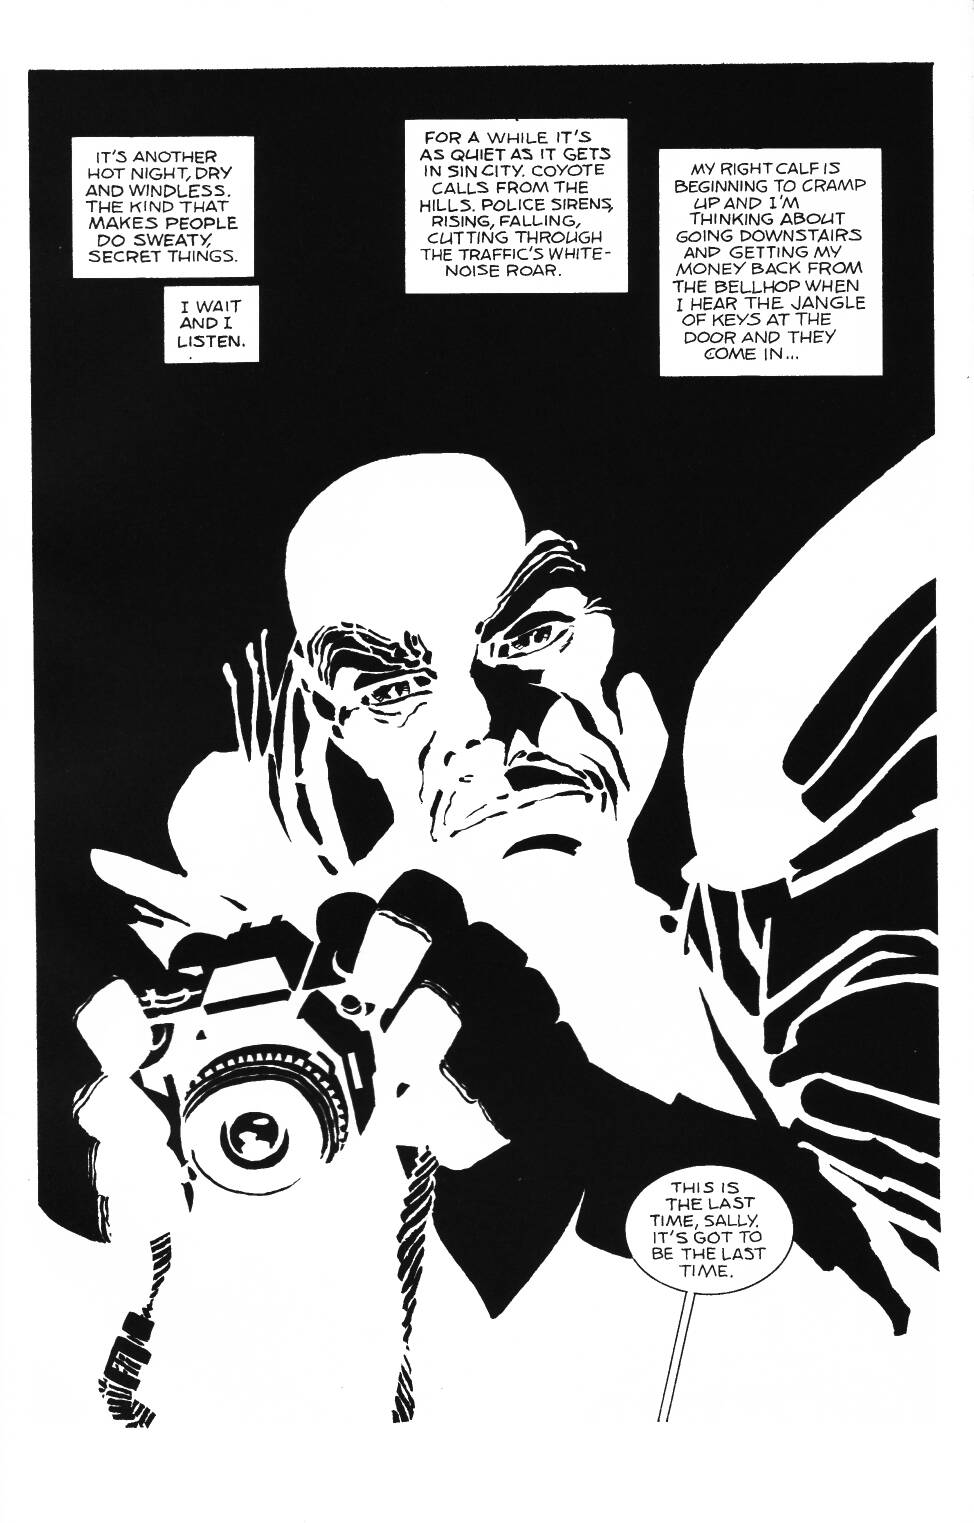 IT'S ANOTHER
HOT NIGHT, DRY
AND WINDLESS.
THE KIND THAT
MAKES PEOPLE
DO SWEATY,
SECRET THINGS.
I WAIT
AND I
LISTEN.
FOR A WHILE IT'S
AS QUIET AS IT GETS
IN SIN CITY. COYOTE
CALLS FROM THE
HILLS. POLICE SIRENS,
RISING, FALLING,
CUTTING THROUGH
THE TRAFFIC'S WHITE-
NOISE ROAR.
MY RIGHT CALF IS
BEGINNING TO CRAMP
UP AND I'M
THINKING ABOUT
GOING DOWNSTAIRS
AND GETTING MY
MONEY BACK FROM
THE BELLHOP WHEN
I HEAR THE JANGLE
OF KEYS AT THE
DOOR AND THEY
COME IN...
THIS IS
THE LAST
TIME, SALLY.
IT'S GOT TO
BE THE LAST
TIME.